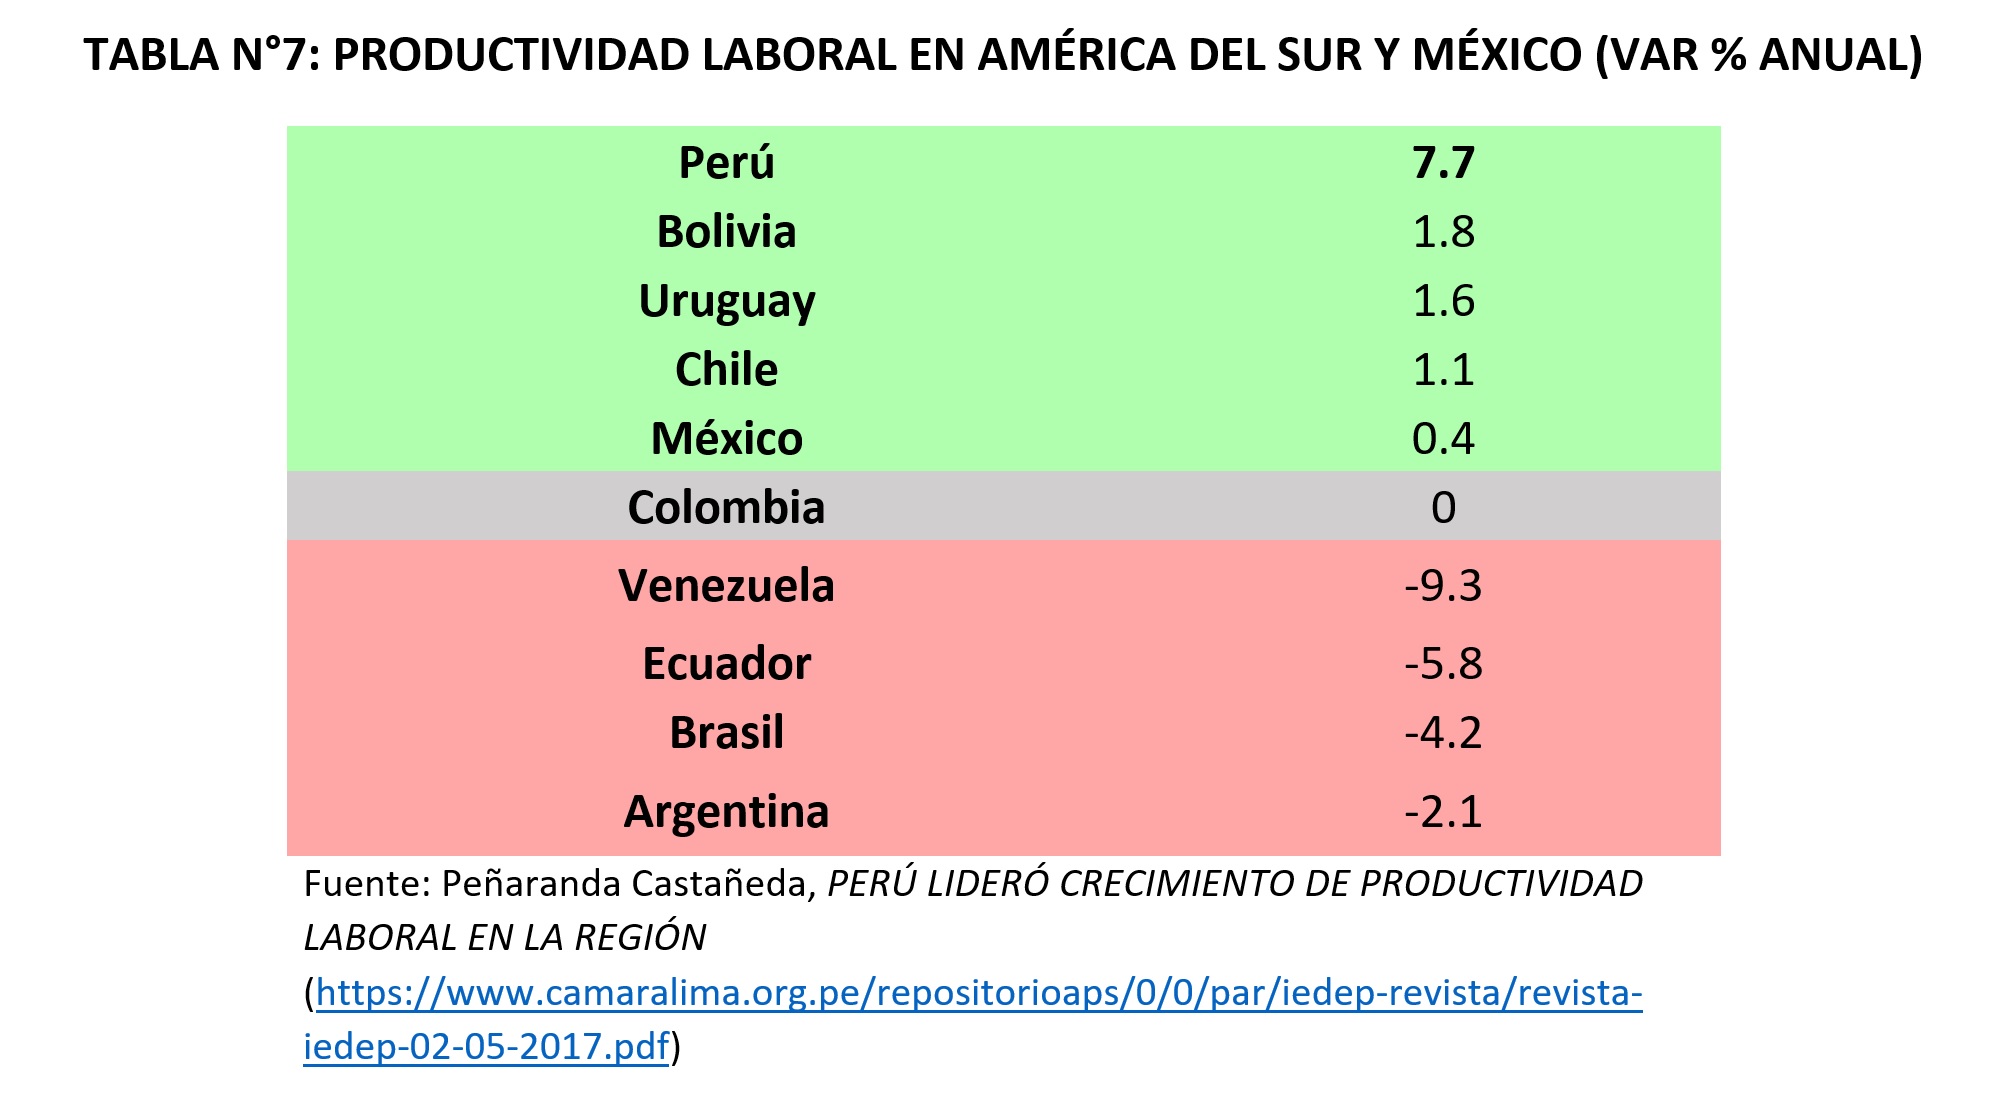 TABLA N°7: PRODUCTIVIDAD LABORAL EN AMÉRICA DEL SUR Y MÉXICO (VAR % ANUAL)
Perú 7.7
Bolivia 1.8
Uruguay 1.6
Chile 1.1
México 0.4
Colombia 0
Venezuela -9.3
Ecuador -5.8
Brasil -4.2
Argentina -2.1
Fuente: Peñaranda Castañeda, PERÚ LIDERÓ CRECIMIENTO DE PRODUCTIVIDAD
LABORAL EN LA REGIÓN
(https://www.camaralima.org.pe/repositorioaps/0/0/par/iedep-revista/revista-
iedep-02-05-2017.pdf)